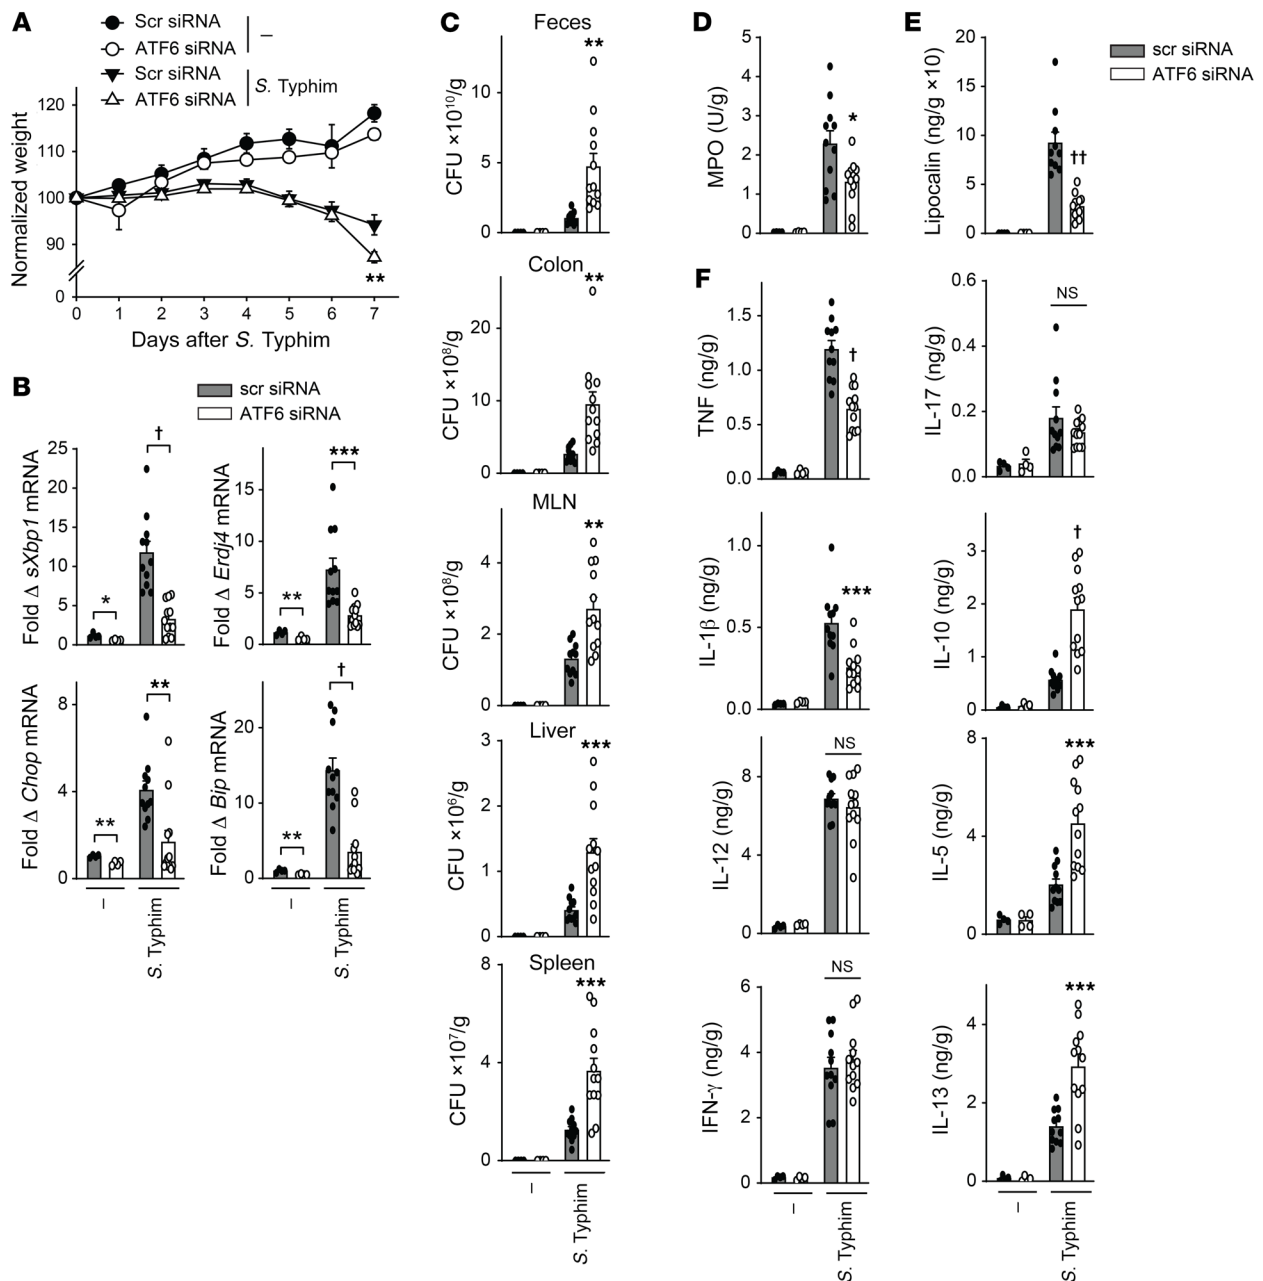 A
Scr siRNA
ATF6 siRNA
–
Scr siRNA
ATF6 siRNA
S. Typhim
Normalized weight
120
110
100
90
0
0 1 2 3 4 5 6 7
**
Days after S. Typhim
B
scr siRNA
ATF6 siRNA
Fold Δ sXbp1 mRNA
25
20
15
10
5
0
*
†
Fold Δ Erdj4 mRNA
15
10
5
0
**
***
Fold Δ Chop mRNA
8
4
0
**
**
–
S. Typhim
Fold Δ Bip mRNA
20
10
0
**
†
–
S. Typhim
C
Feces
**
CFU ×10¹⁰/g
10
5
0
Colon
**
CFU ×10⁸/g
20
10
0
MLN
**
CFU ×10⁸/g
4
2
0
Liver
***
CFU ×10⁶/g
3
2
1
0
Spleen
***
CFU ×10⁷/g
8
4
0
–
S. Typhim
D
MPO (U/g)
5
4
3
2
1
0
*
E
scr siRNA
ATF6 siRNA
Lipocalin (ng/g ×10)
20
15
10
5
0
††
F
TNF (ng/g)
1.5
1.0
0.5
0.0
†
IL-17 (ng/g)
0.6
0.4
0.2
0.0
NS
IL-1β (ng/g)
1.0
0.5
0.0
***
IL-10 (ng/g)
3
2
1
0
†
IL-12 (ng/g)
8
4
0
NS
IL-5 (ng/g)
8
4
0
***
IFN-γ (ng/g)
6
4
2
0
NS
–
S. Typhim
IL-13 (ng/g)
4
2
0
***
–
S. Typhim